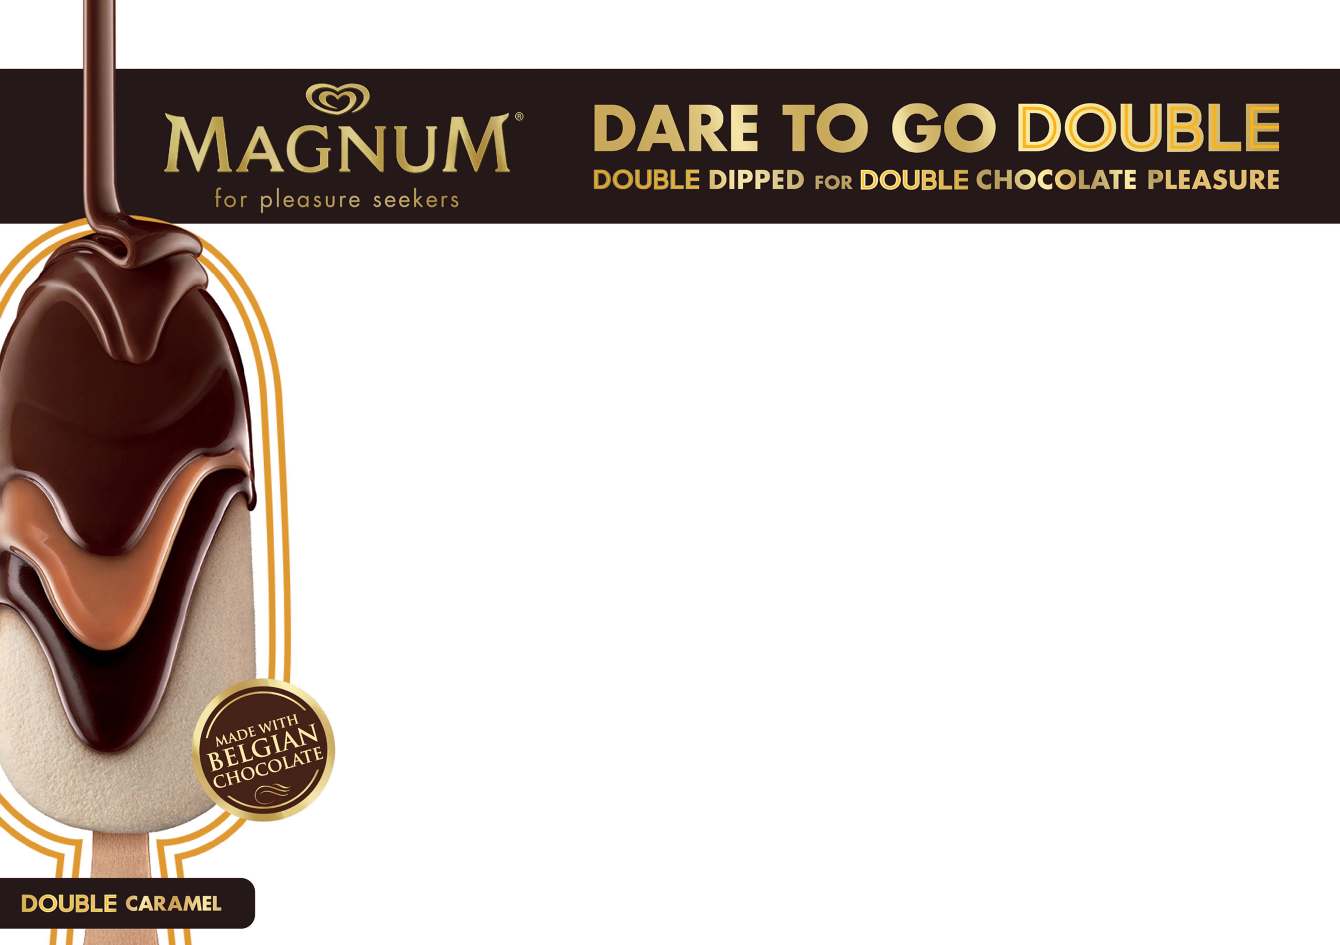 MAGNUM®
for pleasure seekers
DARE TO GO DOUBLE
DOUBLE DIPPED FOR DOUBLE CHOCOLATE PLEASURE
MADE WITH
BELGIAN
CHOCOLATE
DOUBLE CARAMEL